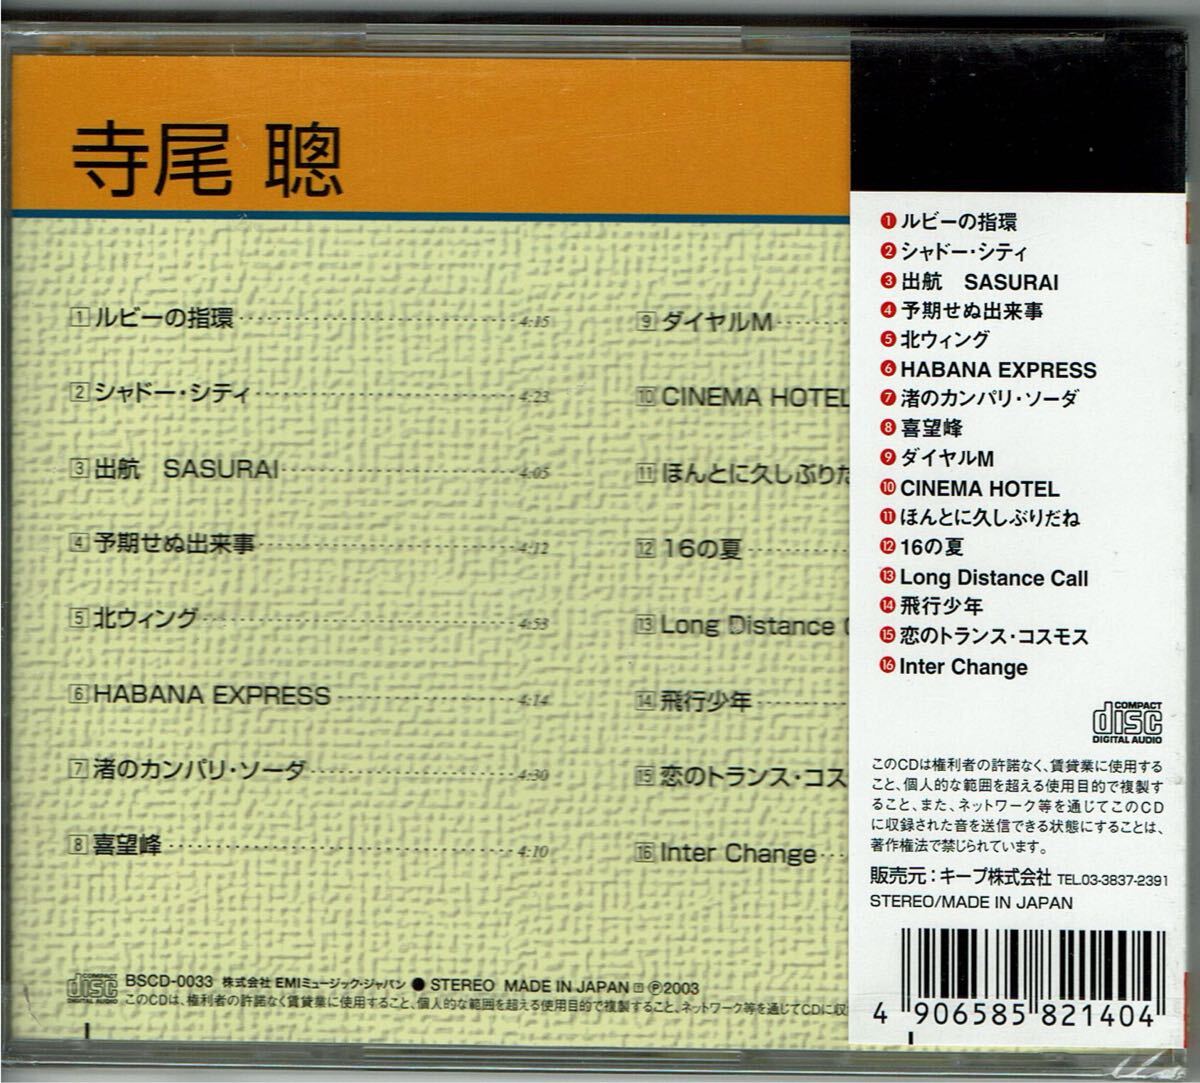 寺尾 聰
1 ルビーの指環 4:15
2 シャドー・シティ 4:23
3 出航 SASURAI 4:05
4 予期せぬ出来事 4:12
5 北ウィング 4:53
6 HABANA EXPRESS 4:14
7 渚のカンパリ・ソーダ 4:30
8 喜望峰 4:10
9 ダイヤルM
10 CINEMA HOTEL
11 ほんとに久しぶりだ
12 16の夏
13 Long Distance
14 飛行少年
15 恋のトランス・コス
16 Inter Change
COMPACT disc DIGITAL AUDIO
BSCD-0033 株式会社 EMIミュージック・ジャパン ● STEREO MADE IN JAPAN Ⓟ2003
このCDは、権利者の許諾なく賃貸業に使用すること、個人的な範囲を超える使用目的で複製すること、ネットワーク等を通じてCDに収
1 ルビーの指環
2 シャドー・シティ
3 出航 SASURAI
4 予期せぬ出来事
5 北ウィング
6 HABANA EXPRESS
7 渚のカンパリ・ソーダ
8 喜望峰
9 ダイヤルM
10 CINEMA HOTEL
11 ほんとに久しぶりだね
12 16の夏
13 Long Distance Call
14 飛行少年
15 恋のトランス・コスモス
16 Inter Change
COMPACT
disc
DIGITAL AUDIO
このCDは権利者の許諾なく、賃貸業に使用する
こと、個人的な範囲を超える使用目的で複製す
ること、また、ネットワーク等を通じてこのCD
に収録された音を送信できる状態にすることは、
著作権法で禁じられています。
販売元：キープ株式会社 TEL.03-3837-2391
STEREO/MADE IN JAPAN
4 906585 821404